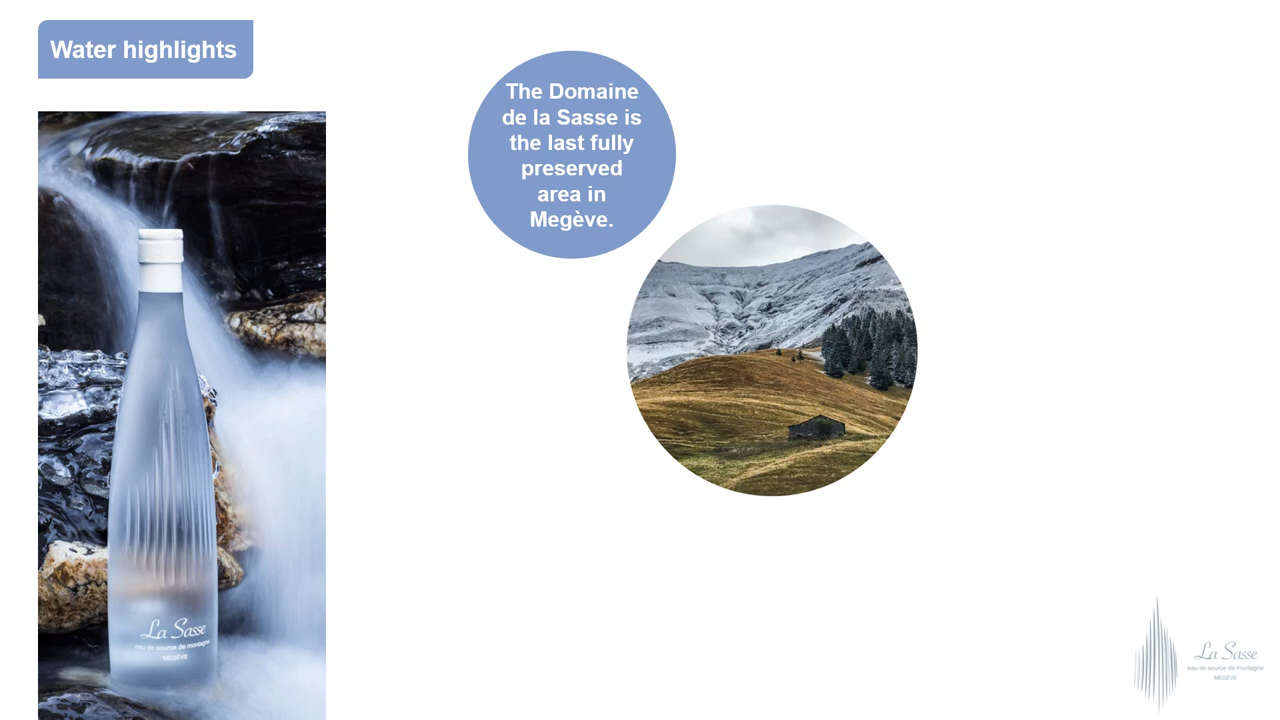 Water highlights
The Domaine
de la Sasse is
the last fully
preserved
area in
Megève.
La Sasse
eau de source de montagne
MEGÈVE
La Sasse
eau de source de montagne
MEGÈVE